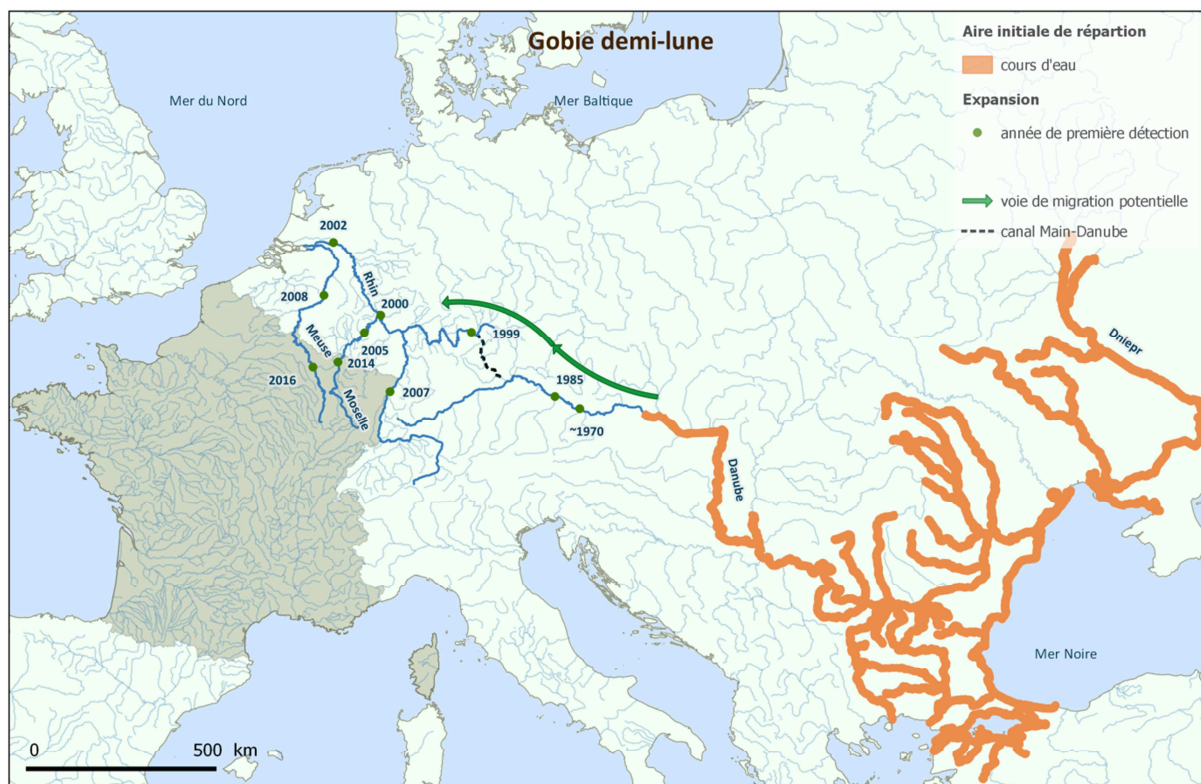 Gobie demi-lune
Aire initiale de répartion
cours d'eau
Expansion
année de première détection
voie de migration potentielle
canal Main-Danube
Mer du Nord
Mer Baltique
2002
Rhin
2008
2000
1999
Meuse
2005
2014
2016
Moselle
2007
1985
~1970
Danube
Dniepr
Mer Noire
0 500 km